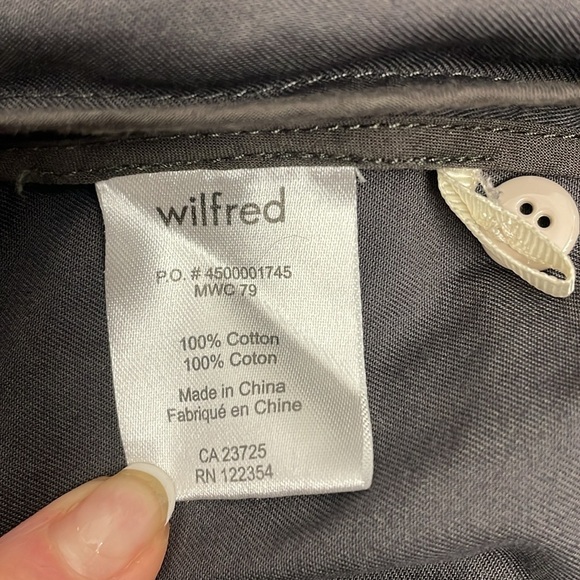 wilfred
P.O. # 4500001745
MWC 79
100% Cotton
100% Coton
Made in China
Fabriqué en Chine
CA 23725
RN 122354